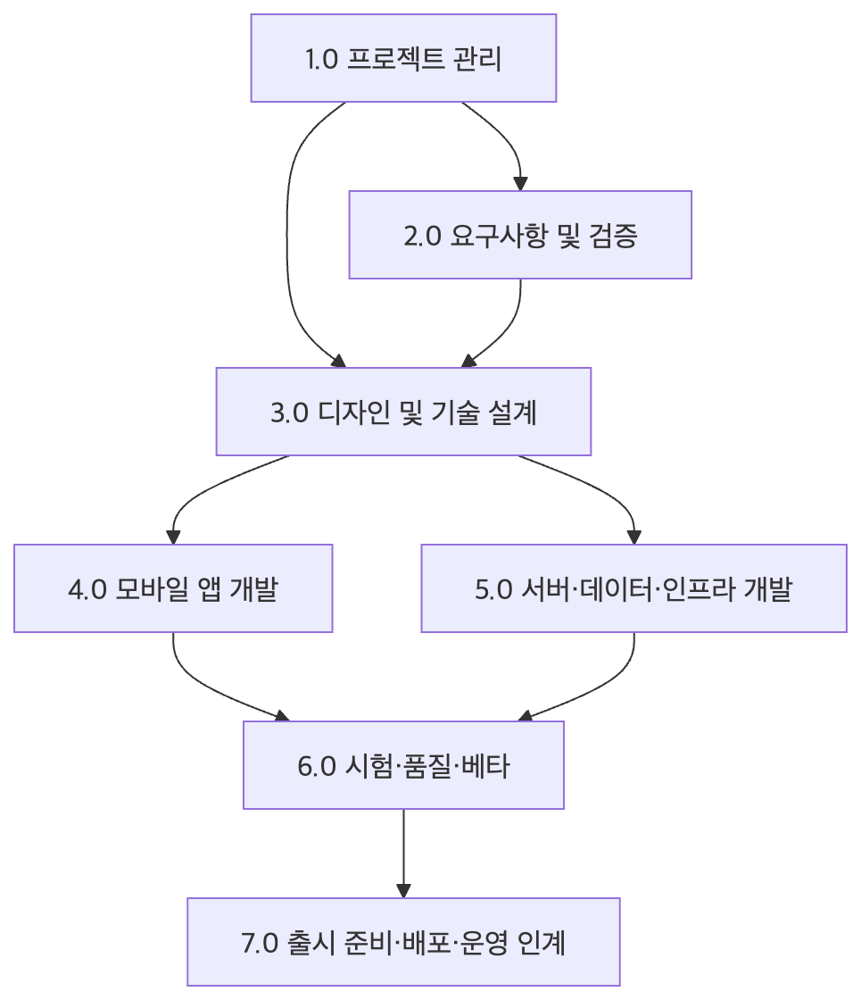 1.0 프로젝트 관리
2.0 요구사항 및 검증
3.0 디자인 및 기술 설계
4.0 모바일 앱 개발
5.0 서버·데이터·인프라 개발
6.0 시험·품질·베타
7.0 출시 준비·배포·운영 인계